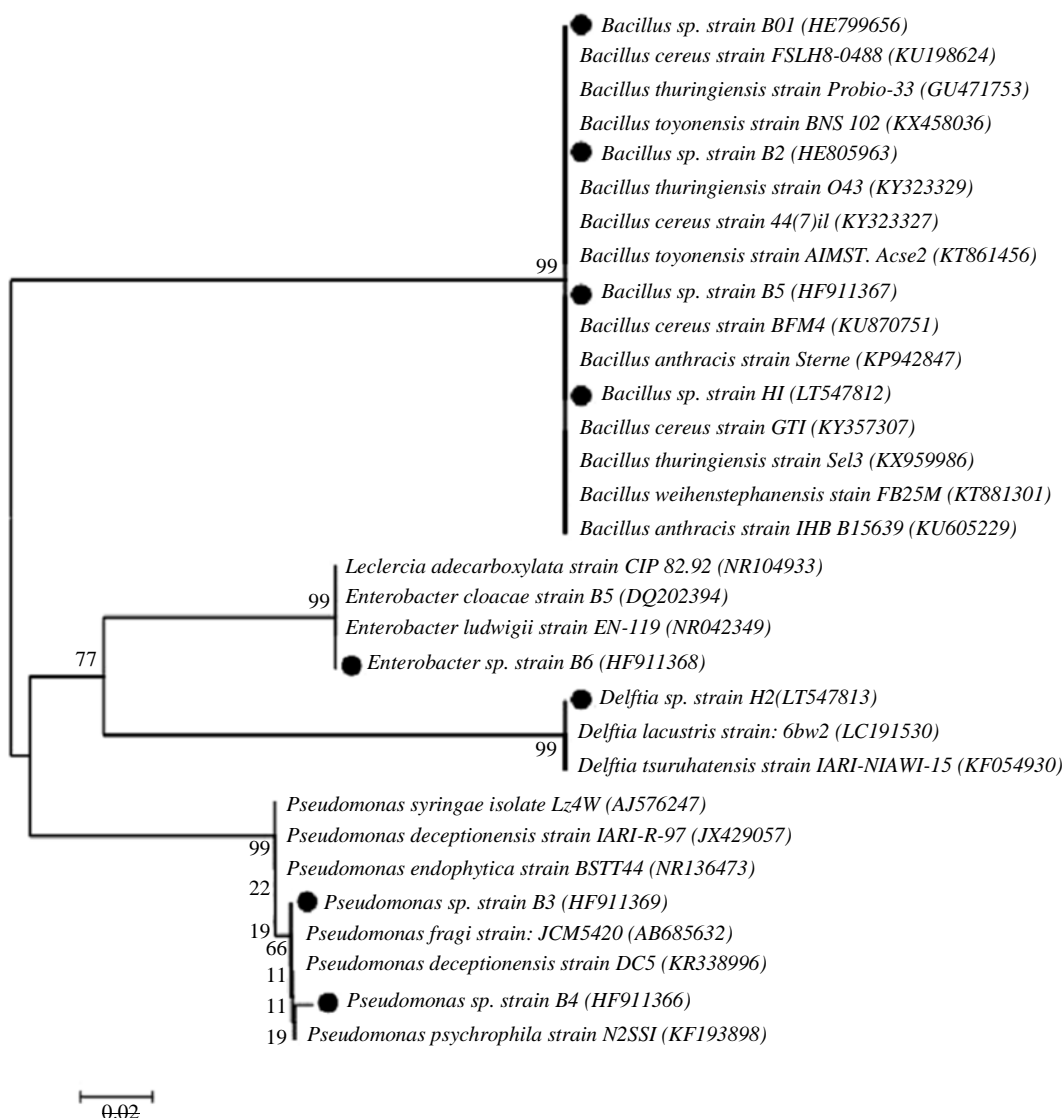 Bacillus sp. strain B01 (HE799656)
Bacillus cereus strain FSLH8-0488 (KU198624)
Bacillus thuringiensis strain Probio-33 (GU471753)
Bacillus toyonensis strain BNS 102 (KX458036)
Bacillus sp. strain B2 (HE805963)
Bacillus thuringiensis strain O43 (KY323329)
Bacillus cereus strain 44(7)il (KY323327)
Bacillus toyonensis strain AIMST. Acse2 (KT861456)
99
Bacillus sp. strain B5 (HF911367)
Bacillus cereus strain BFM4 (KU870751)
Bacillus anthracis strain Sterne (KP942847)
Bacillus sp. strain HI (LT547812)
Bacillus cereus strain GTI (KY357307)
Bacillus thuringiensis strain Sel3 (KX959986)
Bacillus weihenstephanensis stain FB25M (KT881301)
Bacillus anthracis strain IHB B15639 (KU605229)
Leclercia adecarboxylata strain CIP 82.92 (NR104933)
99
Enterobacter cloacae strain B5 (DQ202394)
Enterobacter ludwigii strain EN-119 (NR042349)
Enterobacter sp. strain B6 (HF911368)
77
Delftia sp. strain H2(LT547813)
Delftia lacustris strain: 6bw2 (LC191530)
99
Delftia tsuruhatensis strain IARI-NIAWI-15 (KF054930)
Pseudomonas syringae isolate Lz4W (AJ576247)
Pseudomonas deceptionensis strain IARI-R-97 (JX429057)
99
Pseudomonas endophytica strain BSTT44 (NR136473)
22
Pseudomonas sp. strain B3 (HF911369)
19
Pseudomonas fragi strain: JCM5420 (AB685632)
66
Pseudomonas deceptionensis strain DC5 (KR338996)
11
Pseudomonas sp. strain B4 (HF911366)
11
Pseudomonas psychrophila strain N2SSI (KF193898)
19
0.02